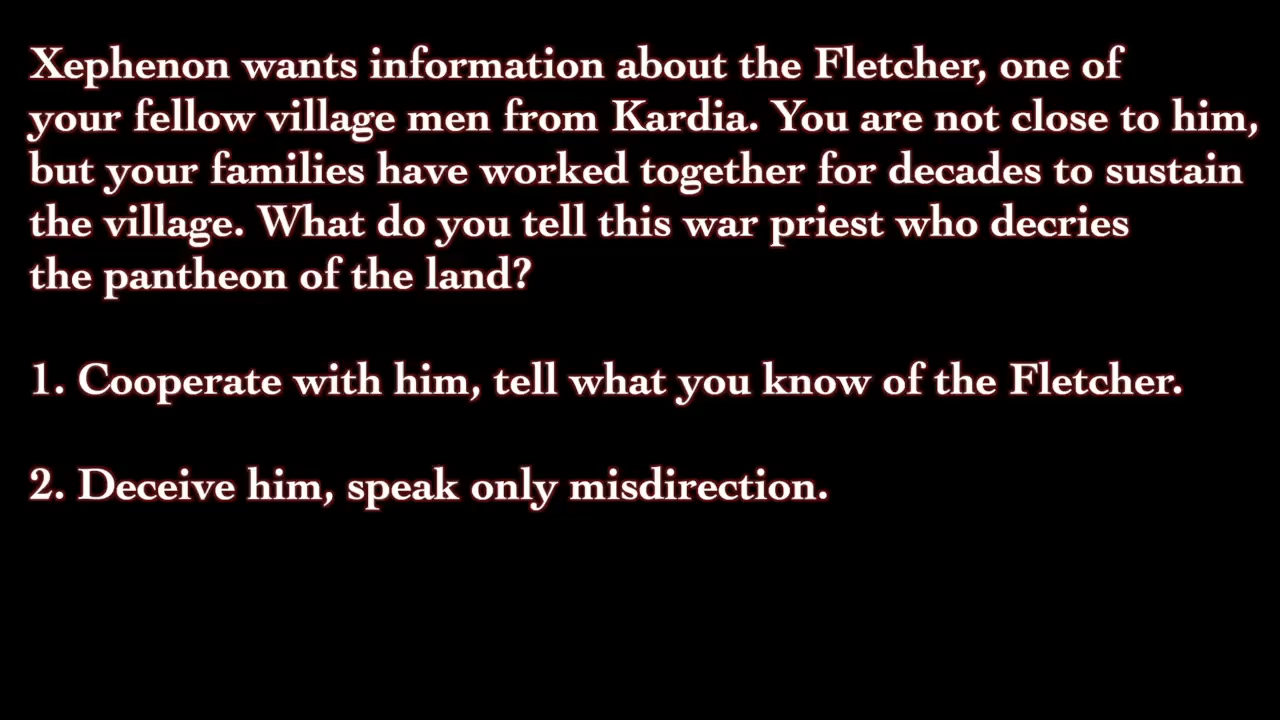 Xephenon wants information about the Fletcher, one of
your fellow village men from Kardia. You are not close to him,
but your families have worked together for decades to sustain
the village. What do you tell this war priest who decries
the pantheon of the land?
1. Cooperate with him, tell what you know of the Fletcher.
2. Deceive him, speak only misdirection.